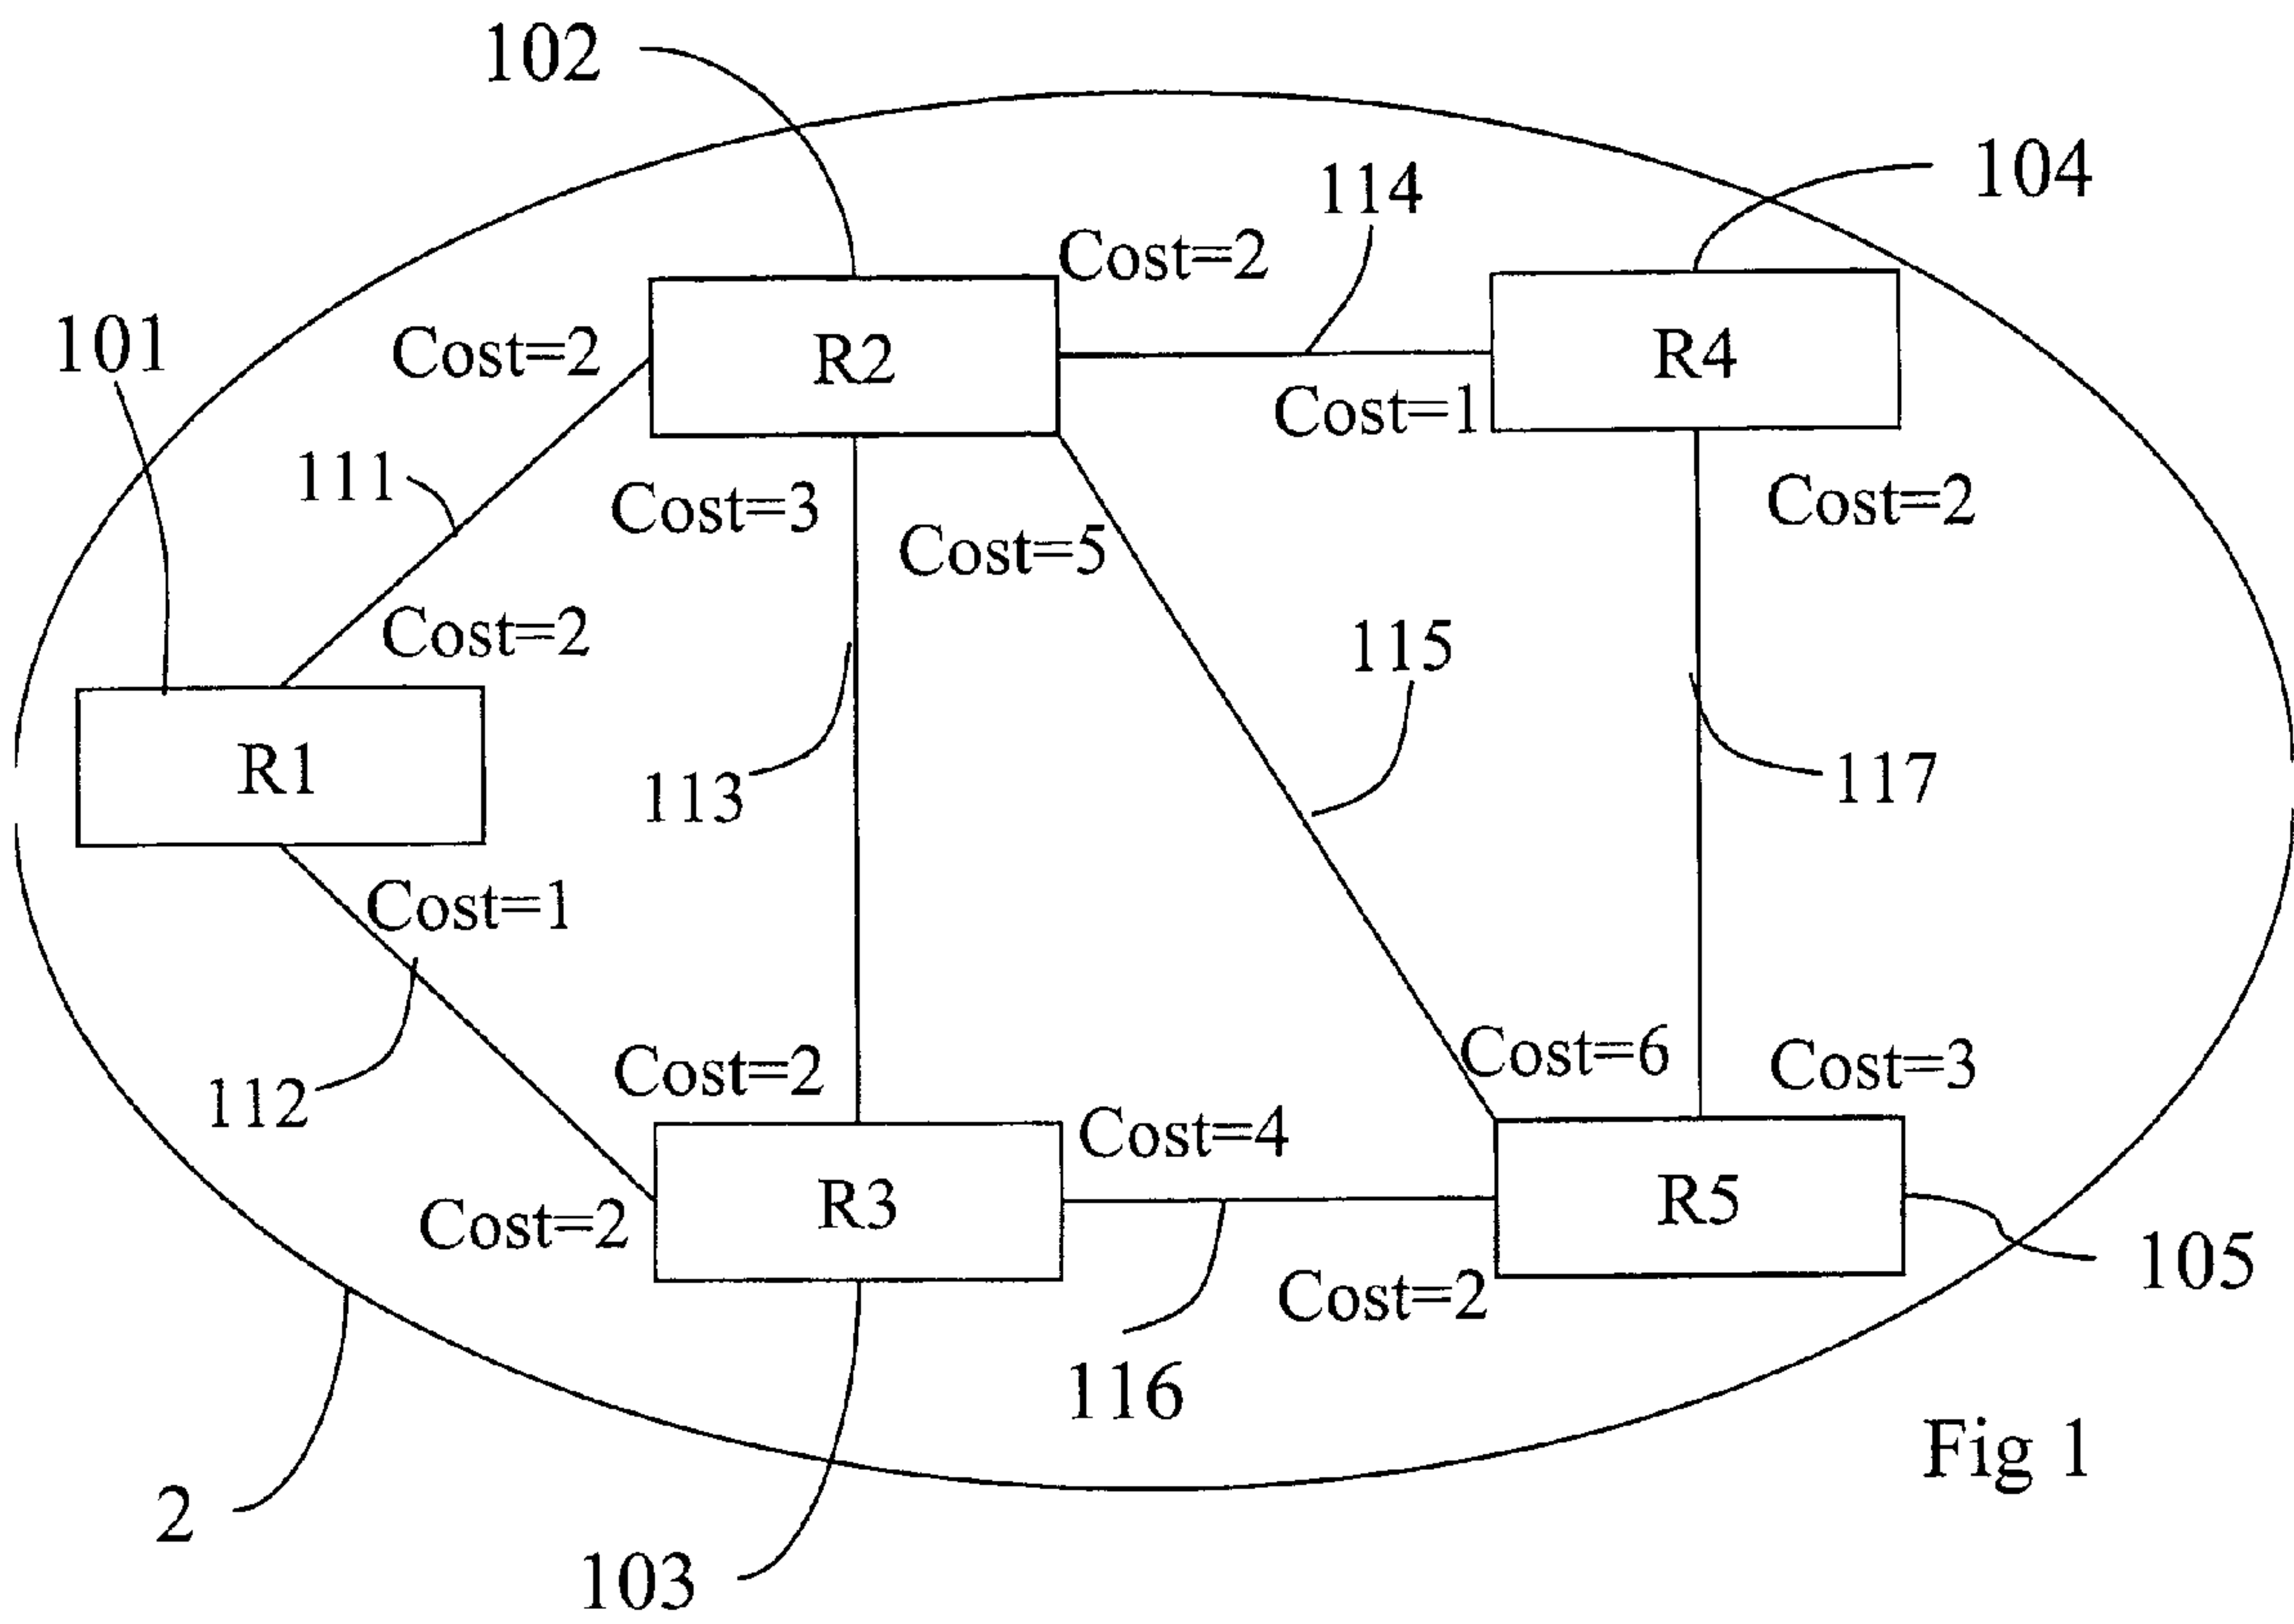 102
104
114
Cost=2
101
Cost=2
R2
R4
Cost=1
111
Cost=3
Cost=2
Cost=5
Cost=2
115
R1
113
117
Cost=1
112
Cost=2
Cost=6
Cost=3
Cost=4
Cost=2
R3
R5
105
Cost=2
116
Fig 1
2
103